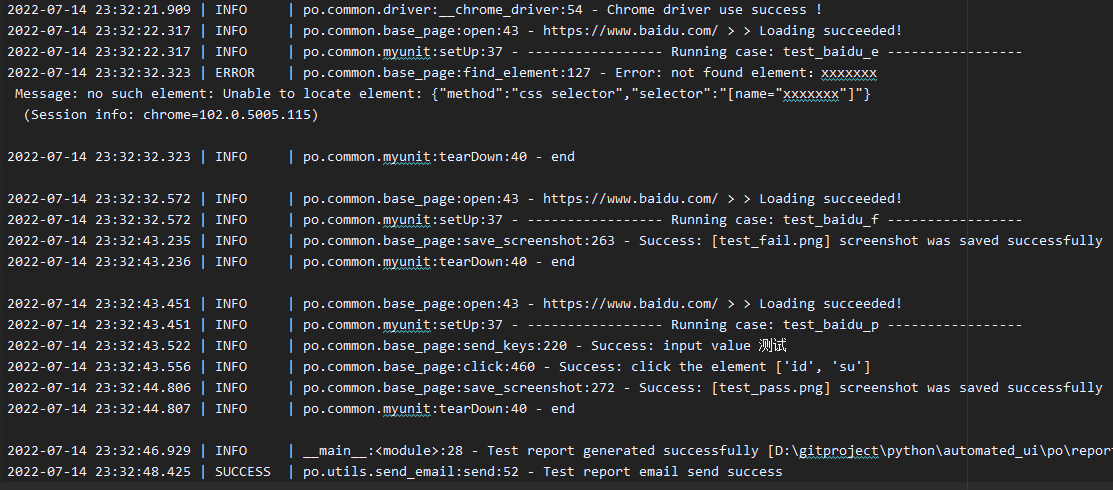 2022-07-14 23:32:21.909 | INFO     | po.common.driver:__chrome_driver:54 - Chrome driver use success !
2022-07-14 23:32:22.317 | INFO     | po.common.base_page:open:43 - https://www.baidu.com/ > > Loading succeeded!
2022-07-14 23:32:22.317 | INFO     | po.common.myunit:setUp:37 - ----------------- Running case: test_baidu_e -----------------
2022-07-14 23:32:32.323 | ERROR    | po.common.base_page:find_element:127 - Error: not found element: xxxxxxx
 Message: no such element: Unable to locate element: {"method":"css selector","selector":"[name="xxxxxxx"]"}
  (Session info: chrome=102.0.5005.115)
2022-07-14 23:32:32.323 | INFO     | po.common.myunit:tearDown:40 - end
2022-07-14 23:32:32.572 | INFO     | po.common.base_page:open:43 - https://www.baidu.com/ > > Loading succeeded!
2022-07-14 23:32:32.572 | INFO     | po.common.myunit:setUp:37 - ----------------- Running case: test_baidu_f -----------------
2022-07-14 23:32:43.235 | INFO     | po.common.base_page:save_screenshot:263 - Success: [test_fail.png] screenshot was saved successfully
2022-07-14 23:32:43.236 | INFO     | po.common.myunit:tearDown:40 - end
2022-07-14 23:32:43.451 | INFO     | po.common.base_page:open:43 - https://www.baidu.com/ > > Loading succeeded!
2022-07-14 23:32:43.451 | INFO     | po.common.myunit:setUp:37 - ----------------- Running case: test_baidu_p -----------------
2022-07-14 23:32:43.522 | INFO     | po.common.base_page:send_keys:220 - Success: input value 测试
2022-07-14 23:32:43.556 | INFO     | po.common.base_page:click:460 - Success: click the element ['id', 'su']
2022-07-14 23:32:44.806 | INFO     | po.common.base_page:save_screenshot:272 - Success: [test_pass.png] screenshot was saved successfully
2022-07-14 23:32:44.807 | INFO     | po.common.myunit:tearDown:40 - end
2022-07-14 23:32:46.929 | INFO     | __main__:<module>:28 - Test report generated successfully [D:\gitproject\python\automated_ui\po\repor
2022-07-14 23:32:48.425 | SUCCESS  | po.utils.send_email:send:52 - Test report email send success